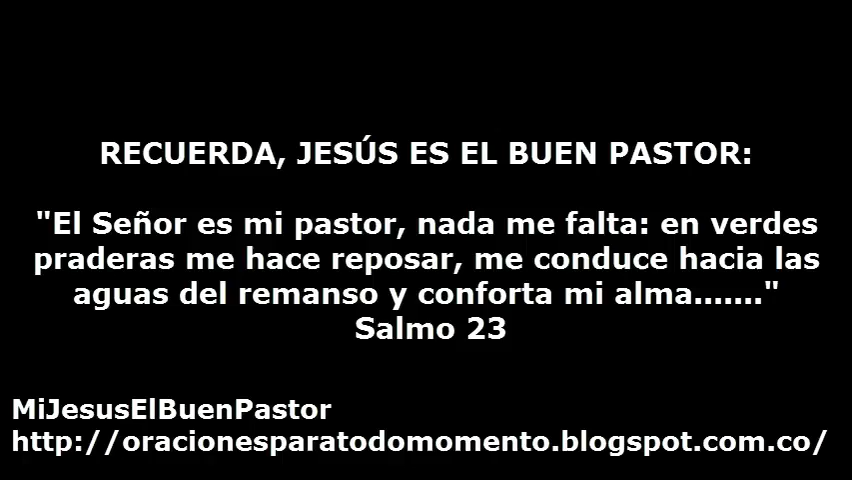 RECUERDA, JESÚS ES EL BUEN PASTOR:
"El Señor es mi pastor, nada me falta: en verdes
praderas me hace reposar, me conduce hacia las
aguas del remanso y conforta mi alma......."
Salmo 23
MiJesusElBuenPastor
http://oracionesparatodomomento.blogspot.com.co/